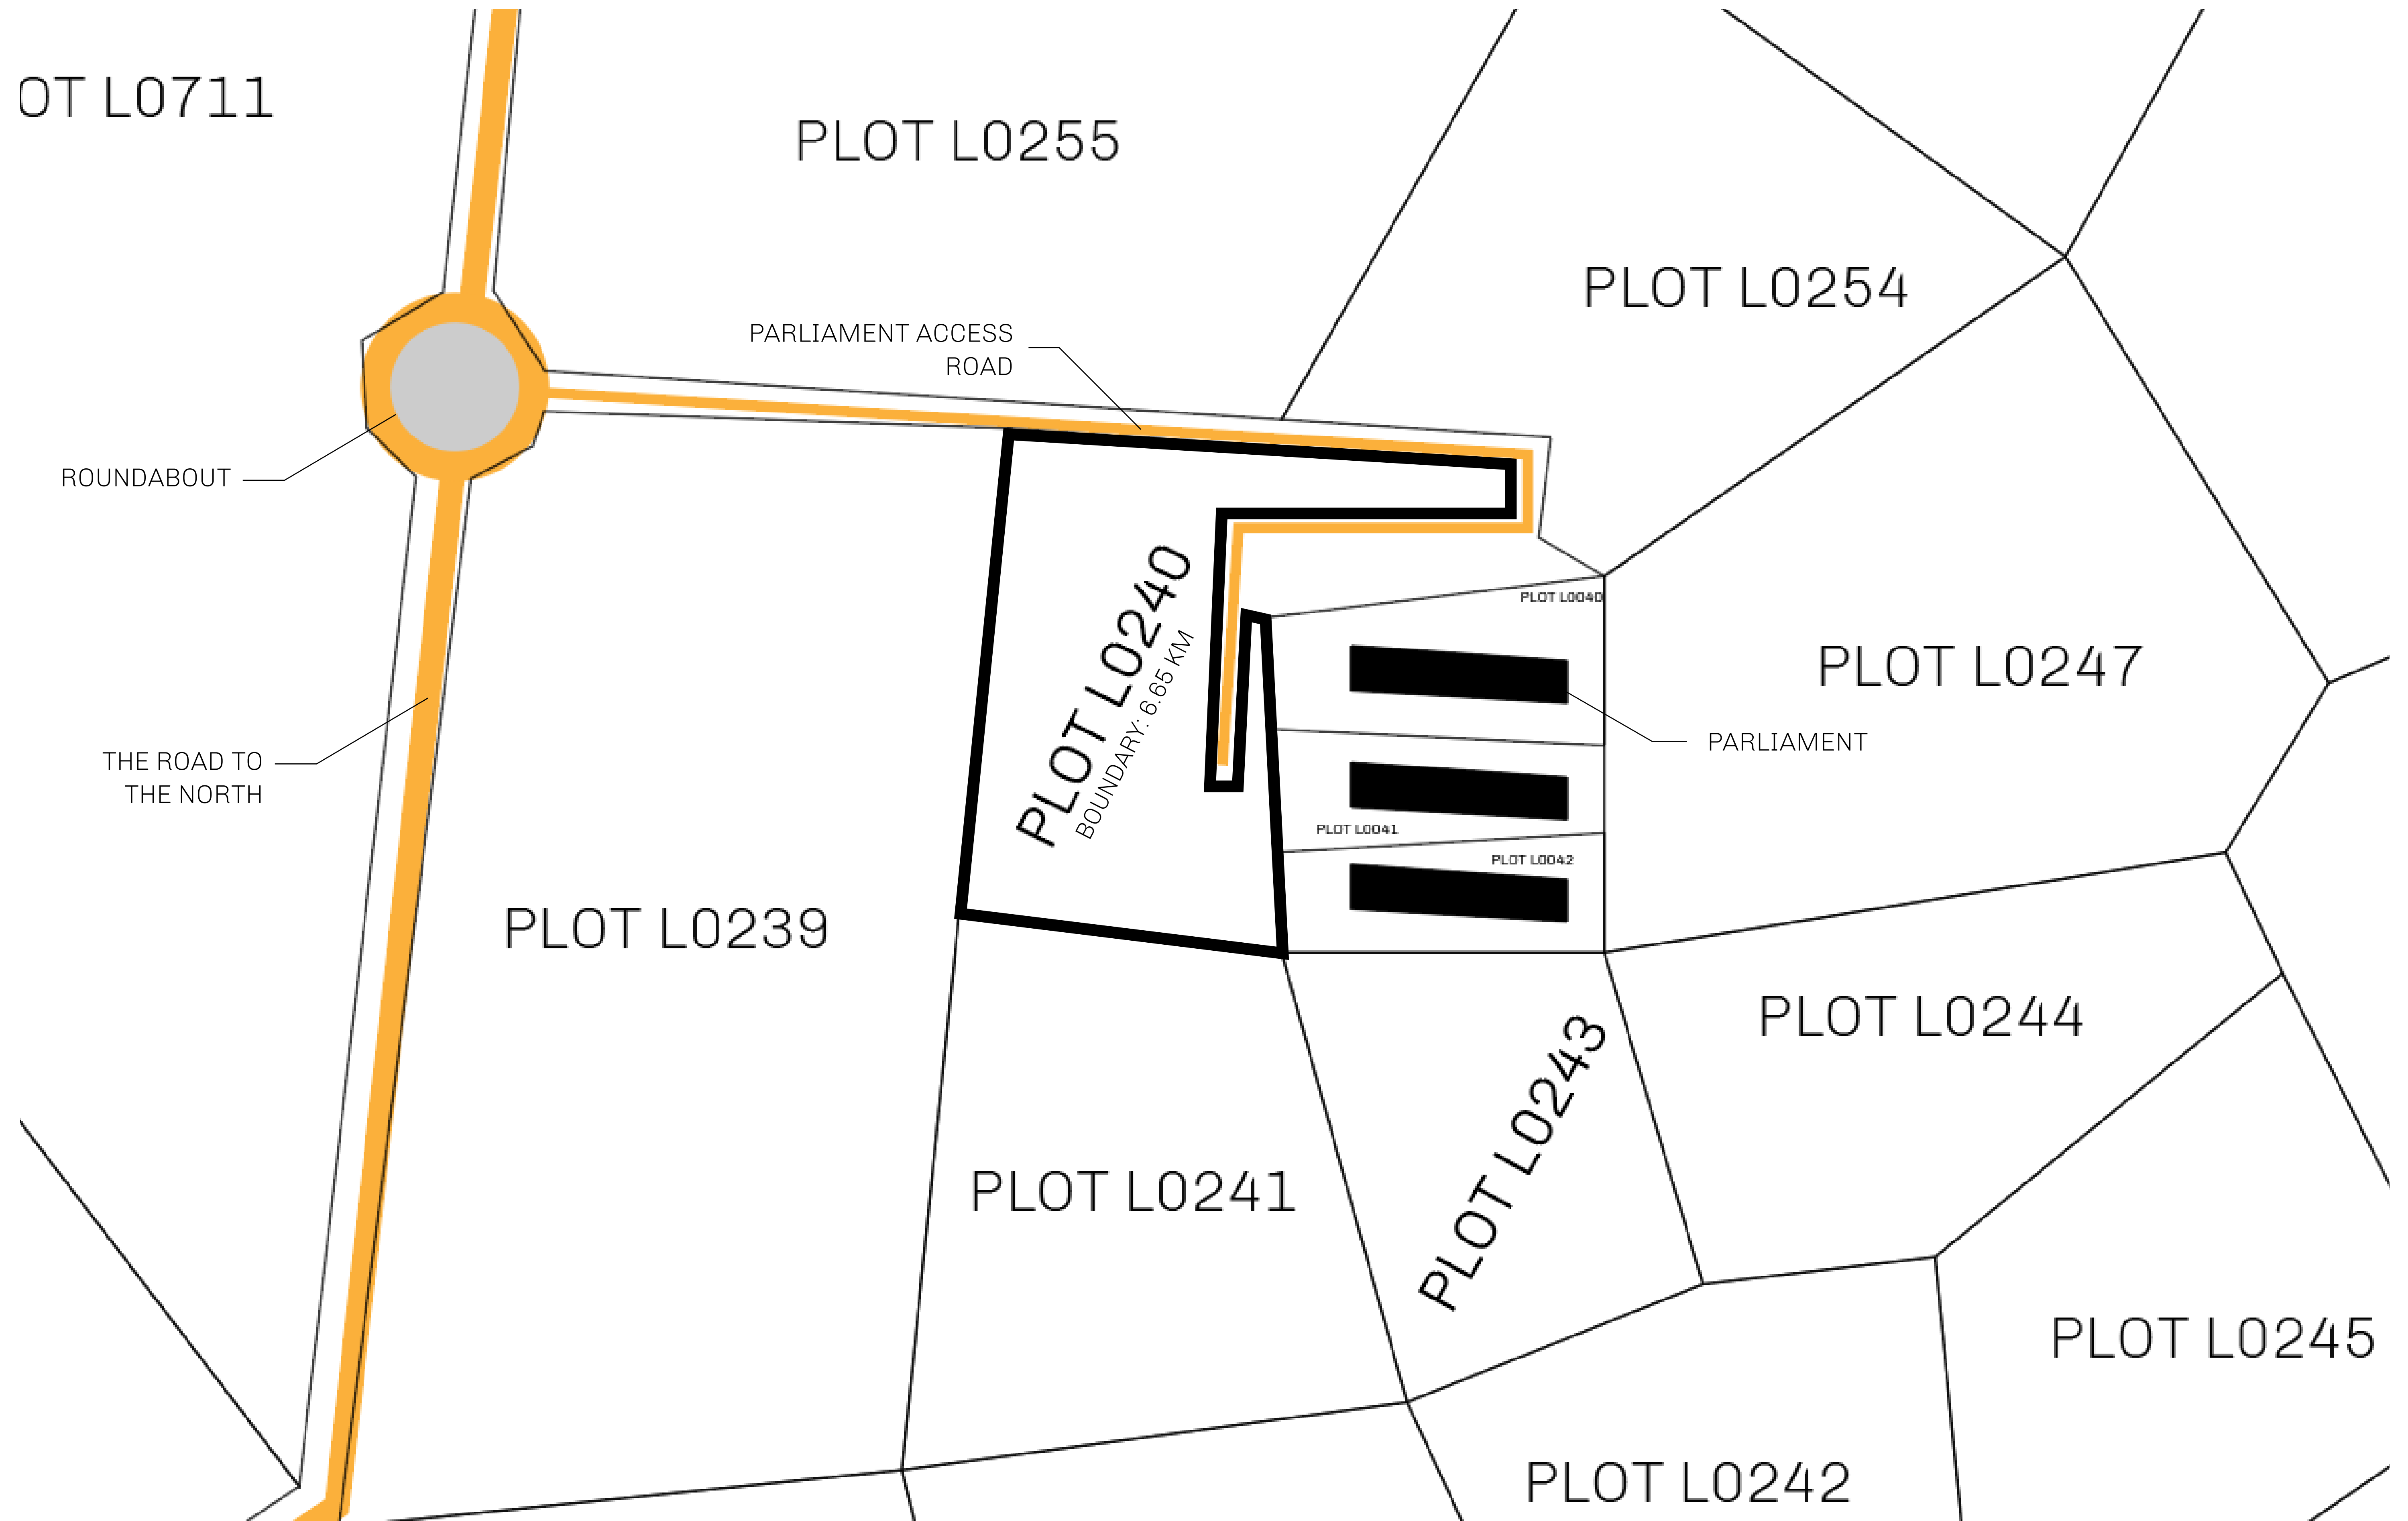 OT L0711
PLOT L0255
PLOT L0254
PARLIAMENT ACCESS
ROAD
ROUNDABOUT
PLOT L0240
BOUNDARY: 6.65 KM
PLOT L0040
PLOT L0247
PARLIAMENT
THE ROAD TO
THE NORTH
PLOT L0041
PLOT L0042
PLOT L0239
PLOT L0244
PLOT L0243
PLOT L0241
PLOT L0245
PLOT L0242